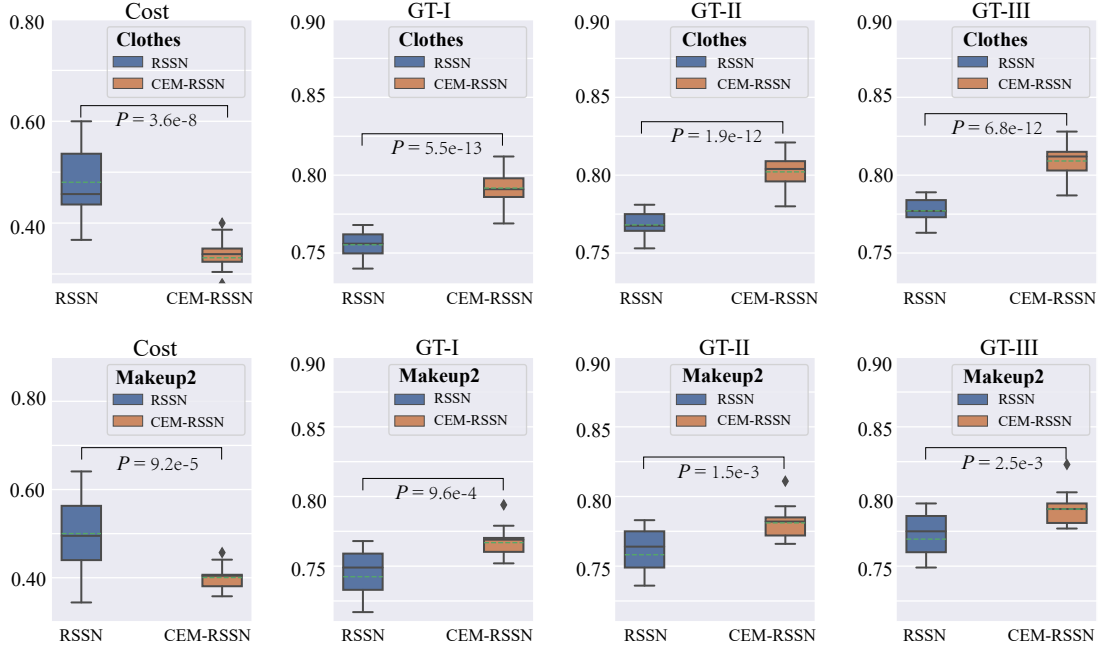 Cost
0.80
0.60
0.40
Clothes
RSSN
CEM-RSSN
P = 3.6e-8
RSSN CEM-RSSN
GT-I
0.90
0.85
0.80
0.75
Clothes
RSSN
CEM-RSSN
P = 5.5e-13
RSSN CEM-RSSN
GT-II
0.90
0.85
0.80
0.75
Clothes
RSSN
CEM-RSSN
P = 1.9e-12
RSSN CEM-RSSN
GT-III
0.90
0.85
0.80
0.75
Clothes
RSSN
CEM-RSSN
P = 6.8e-12
RSSN CEM-RSSN
Cost
0.80
0.60
0.40
Makeup2
RSSN
CEM-RSSN
P = 9.2e-5
RSSN CEM-RSSN
GT-I
0.90
0.85
0.80
0.75
Makeup2
RSSN
CEM-RSSN
P = 9.6e-4
RSSN CEM-RSSN
GT-II
0.90
0.85
0.80
0.75
Makeup2
RSSN
CEM-RSSN
P = 1.5e-3
RSSN CEM-RSSN
GT-III
0.90
0.85
0.80
0.75
Makeup2
RSSN
CEM-RSSN
P = 2.5e-3
RSSN CEM-RSSN